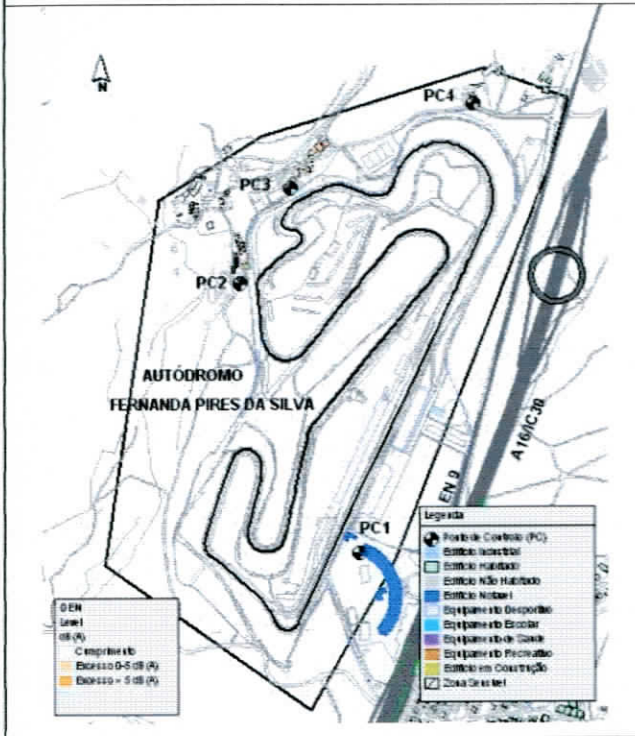 N
PC4
PC3
PC2
AUTÓDROMO
FERNANDA PIRES DA SILVA
A16/IC30
EN 9
PC1
Legenda
Ponto de Controlo (PC)
Edifício Industrial
Edifício Habitado
Edifício Não Habitado
Edifício Notável
Equipamento Desportivo
Equipamento Escolar
Equipamento de Saúde
Equipamento Recreativo
Edifício em Construção
Zona Sensível
DEN
Level
dB (A)
Cumprimento
Excesso 0-5 dB (A)
Excesso > 5 dB (A)